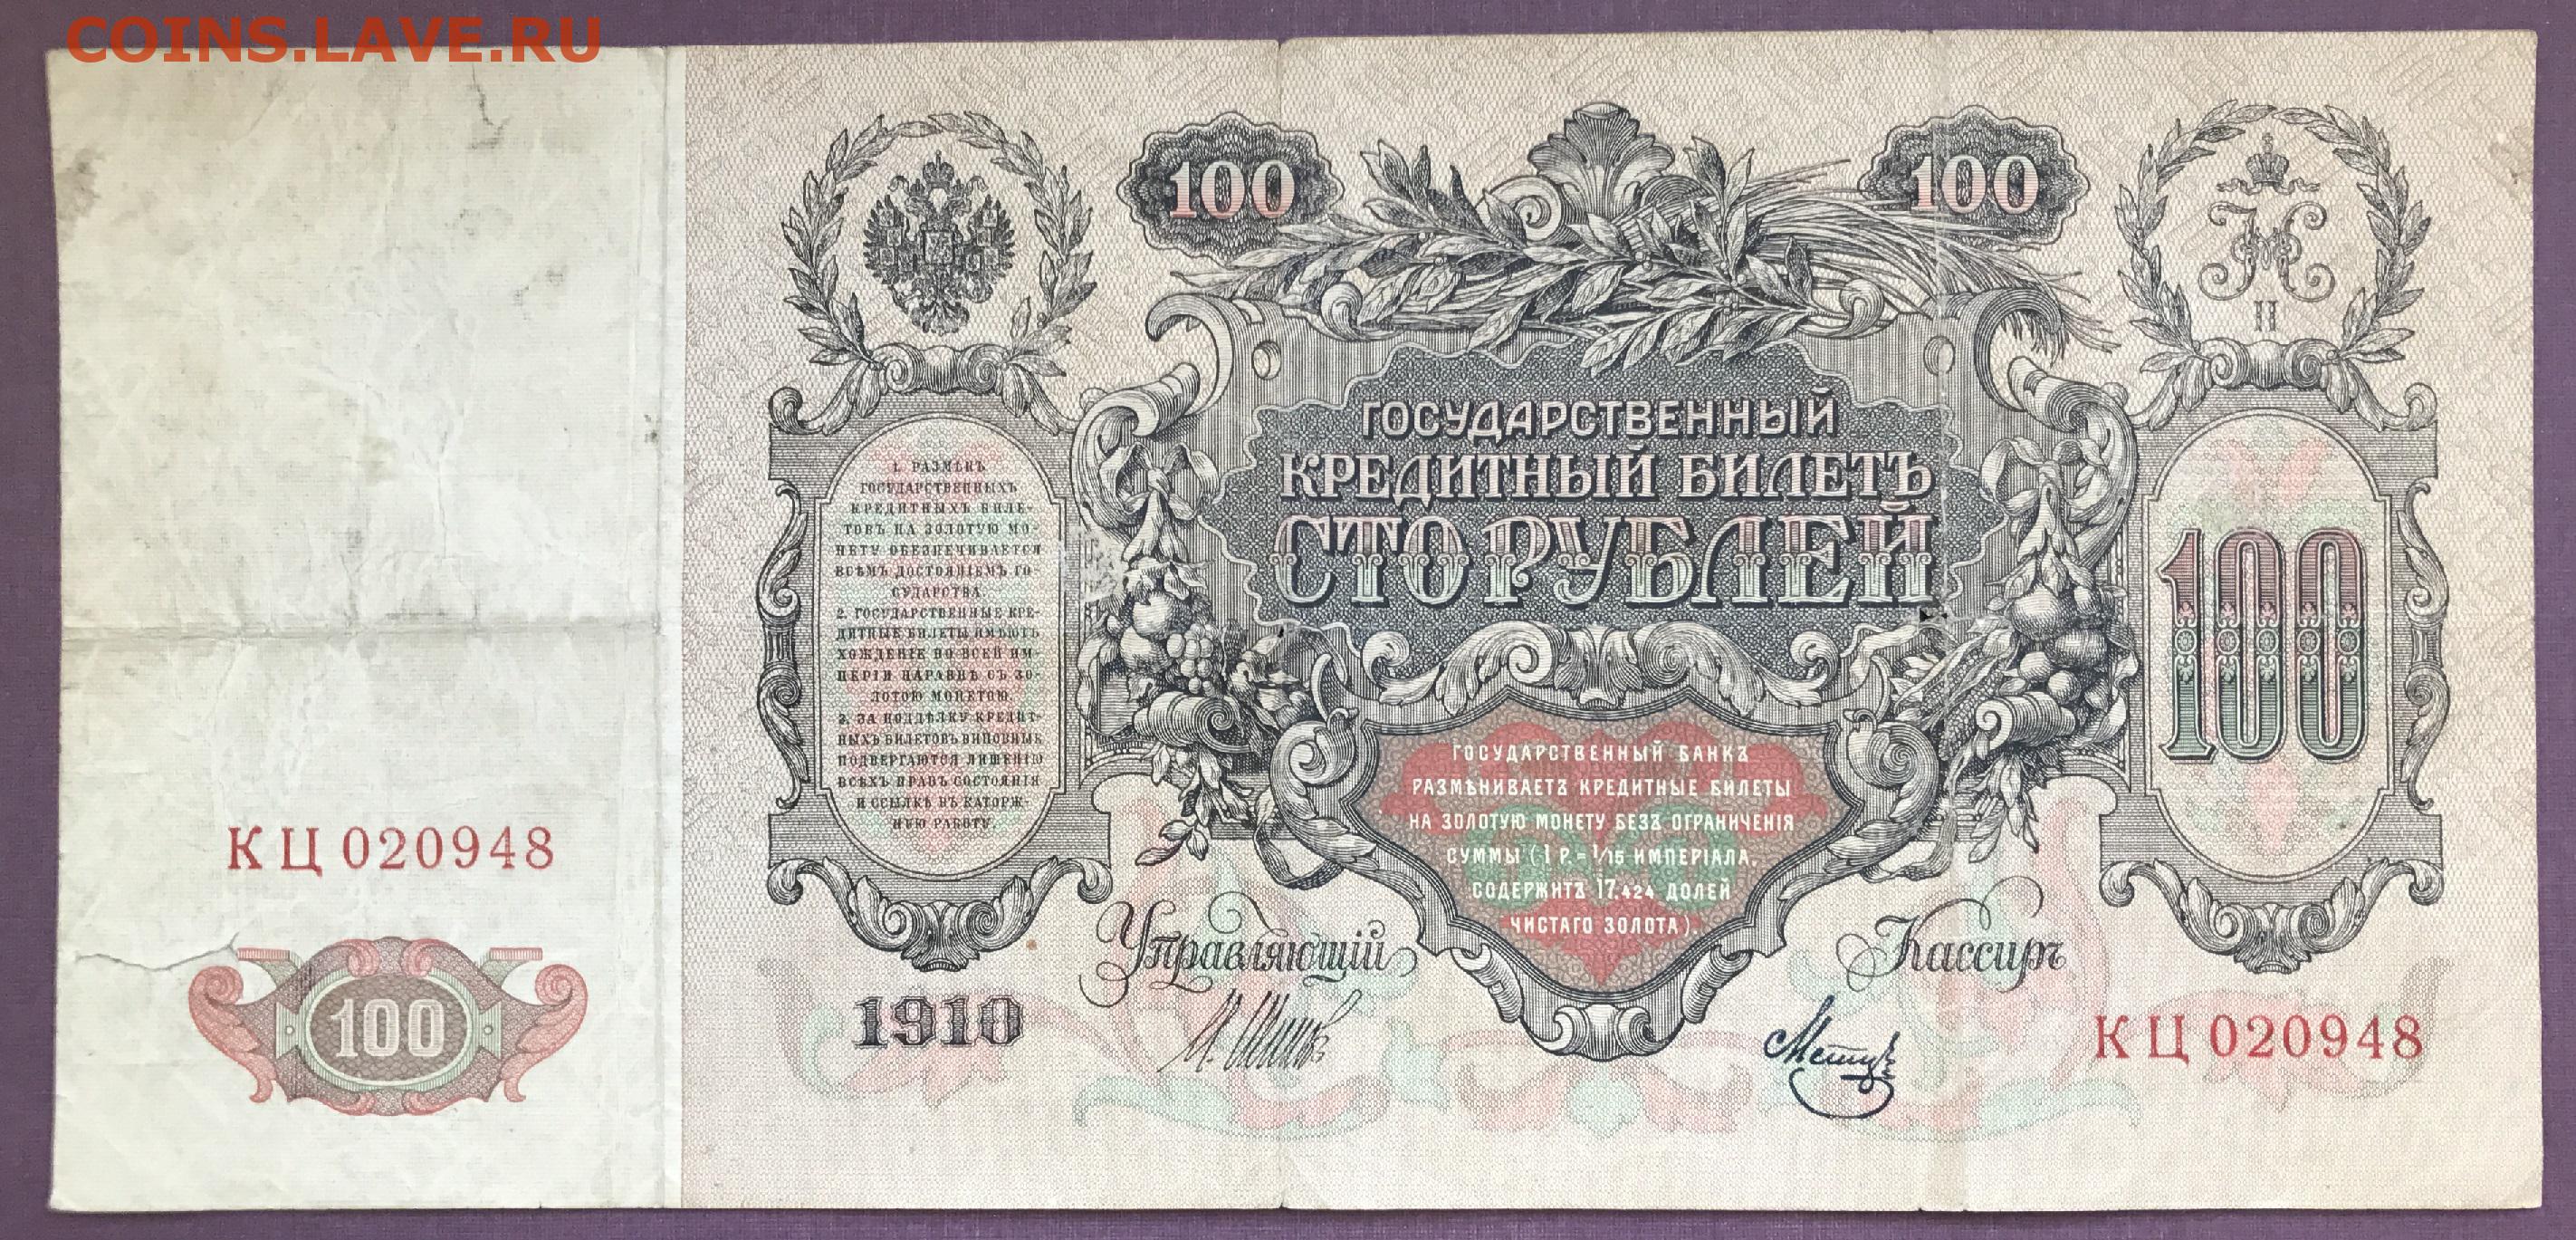 COINS.LAVE.RU
100
100
II
ГОСУДАРСТВЕННЫЙ
КРЕДИТНЫЙ БИЛЕТЪ
СТО РУБЛЕЙ
1. РАЗМѢНЪ
ГОСУДАРСТВЕННЫХЪ
КРЕДИТНЫХЪ БИЛЕ-
ТОВЪ НА ЗОЛОТУЮ МО-
НЕТУ ОБЕЗПЕЧИВАЕТСЯ
ВСѢМЪ ДОСТОЯНІЕМЪ ГО-
СУДАРСТВА.
2. ГОСУДАРСТВЕННЫЕ КРЕ-
ДИТНЫЕ БИЛЕТЫ ИМѢЮТЪ
ХОЖДЕНІЕ ПО ВСЕЙ ИМ-
ПЕРІИ НАРАВНѢ СЪ ЗО-
ЛОТОЮ МОНЕТОЮ.
3. ЗА ПОДДѢЛКУ КРЕДИТ-
НЫХЪ БИЛЕТОВЪ ВИНОВНЫЕ
ПОДВЕРГАЮТСЯ ЛИШЕНІЮ
ВСѢХЪ ПРАВЪ СОСТОЯНІЯ
И ССЫЛКѢ ВЪ КАТОРЖ-
НУЮ РАБОТУ.
100
ГОСУДАРСТВЕННЫЙ БАНКЪ
РАЗМѢНИВАЕТЪ КРЕДИТНЫЕ БИЛЕТЫ
НА ЗОЛОТУЮ МОНЕТУ БЕЗЪ ОГРАНИЧЕНІЯ
СУММЫ (1 Р. = 1/15 ИМПЕРІАЛА,
СОДЕРЖИТЪ 17,424 ДОЛЕЙ
ЧИСТАГО ЗОЛОТА).
КЦ 020948
100
Управляющій
Кассиръ
1910
И. Шиповъ
КЦ 020948